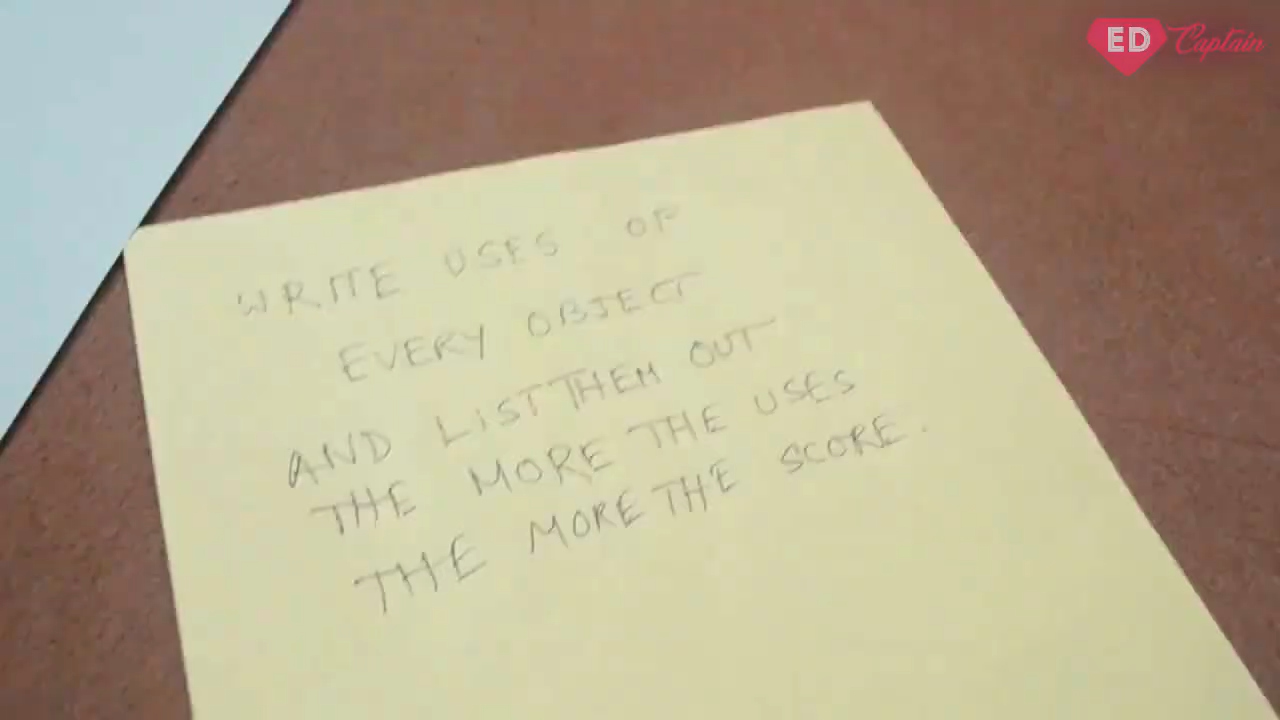 ED Captain
WRITE USES OF
EVERY OBJECT
AND LIST THEM OUT
THE MORE THE USES
THE MORE THE SCORE.